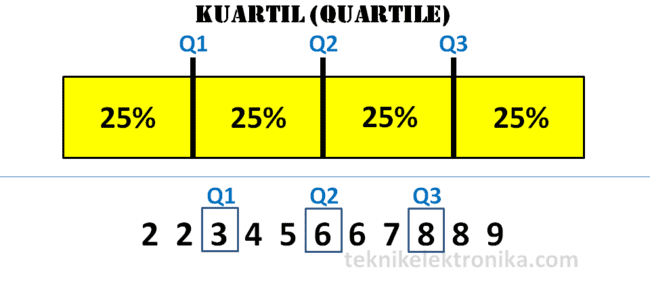 KUARTIL (QUARTILE)
Q1 Q2 Q3
25% 25% 25% 25%
Q1 Q2 Q3
2 2 3 4 5 6 6 7 8 8 9
teknikelektronika.com